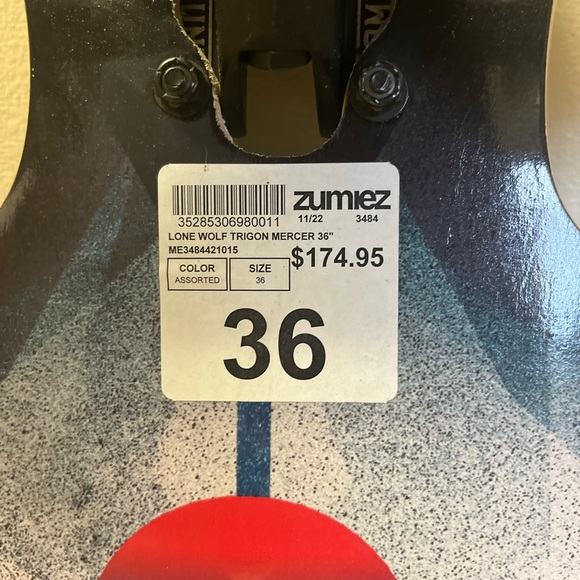 35285306980011
zumiez
11/22 3484
LONE WOLF TRIGON MERCER 36"
ME3484421015
$174.95
COLOR
ASSORTED
SIZE
36
36